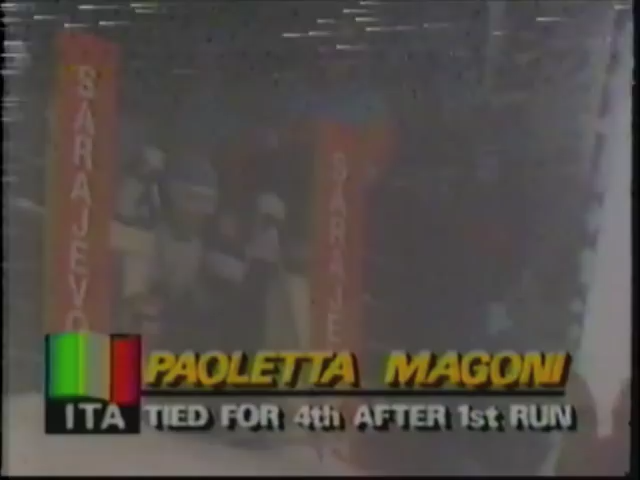 SARAJEVO
SARAJE
PAOLETTA MAGONI
ITA
TIED FOR 4th AFTER 1st RUN